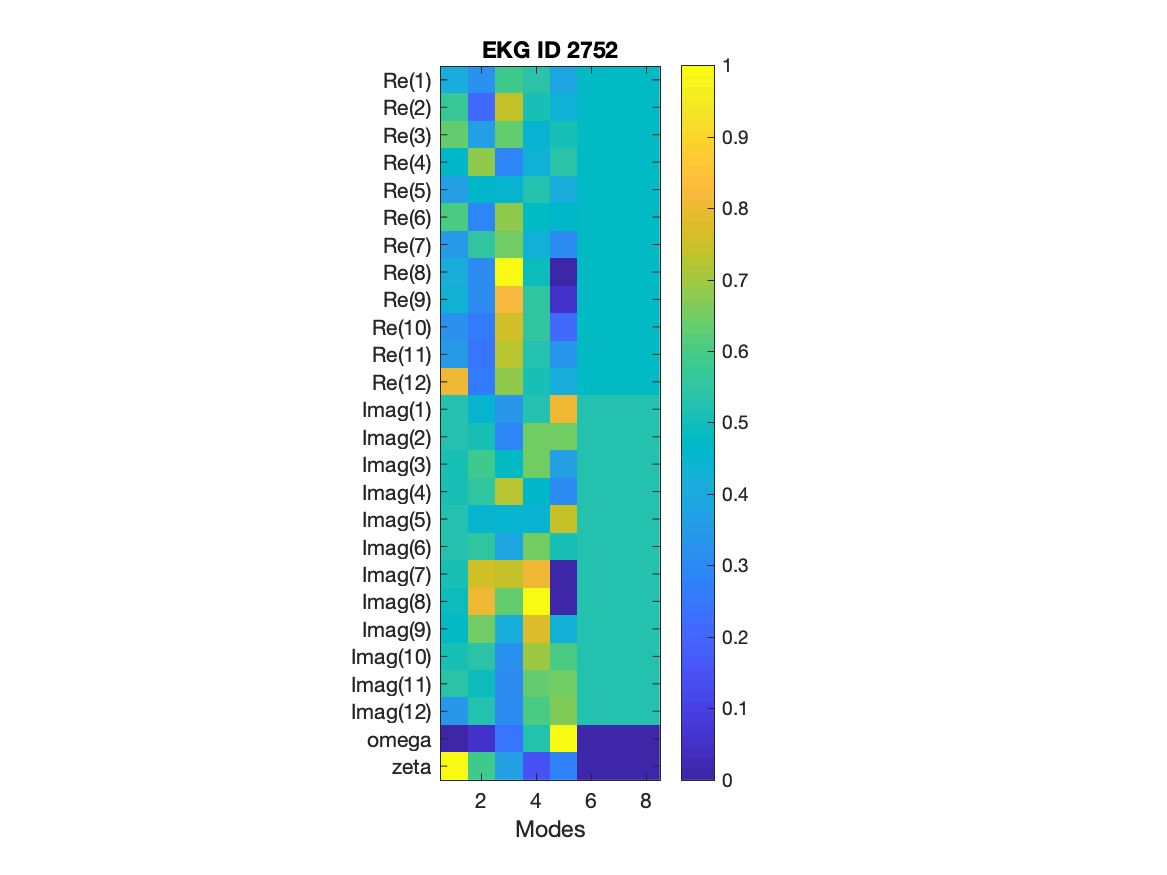 EKG ID 2752
Re(1)
Re(2)
Re(3)
Re(4)
Re(5)
Re(6)
Re(7)
Re(8)
Re(9)
Re(10)
Re(11)
Re(12)
Imag(1)
Imag(2)
Imag(3)
Imag(4)
Imag(5)
Imag(6)
Imag(7)
Imag(8)
Imag(9)
Imag(10)
Imag(11)
Imag(12)
omega
zeta
2 4 6 8
Modes
1
0.9
0.8
0.7
0.6
0.5
0.4
0.3
0.2
0.1
0